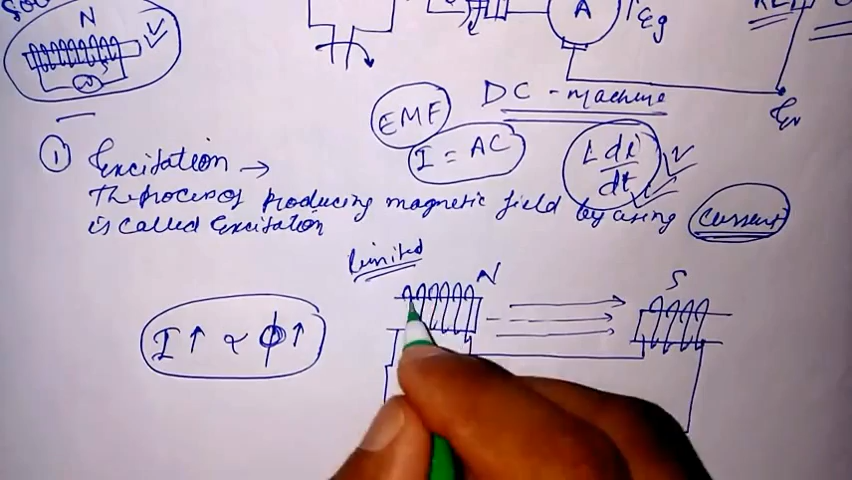 N
A
Eg
EMF
DC - machine
I = AC
L di
dt
① Excitation →
The process of producing magnetic field by using current
is called Excitation
limited
N
S
I ↑ ∝ ϕ ↑